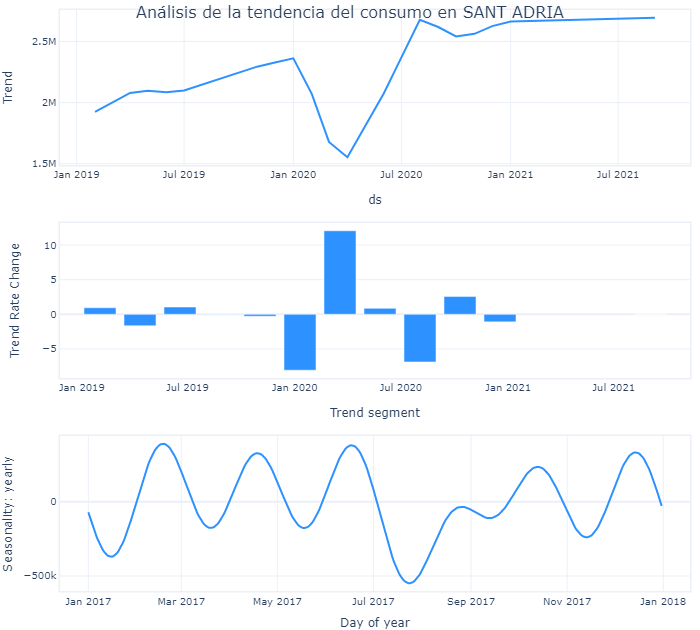 Análisis de la tendencia del consumo en SANT ADRIA
Trend
2.5M
2M
1.5M
Jan 2019 Jul 2019 Jan 2020 Jul 2020 Jan 2021 Jul 2021
ds
Trend Rate Change
10
5
0
−5
Jan 2019 Jul 2019 Jan 2020 Jul 2020 Jan 2021 Jul 2021
Trend segment
Seasonality: yearly
0
−500k
Jan 2017 Mar 2017 May 2017 Jul 2017 Sep 2017 Nov 2017 Jan 2018
Day of year